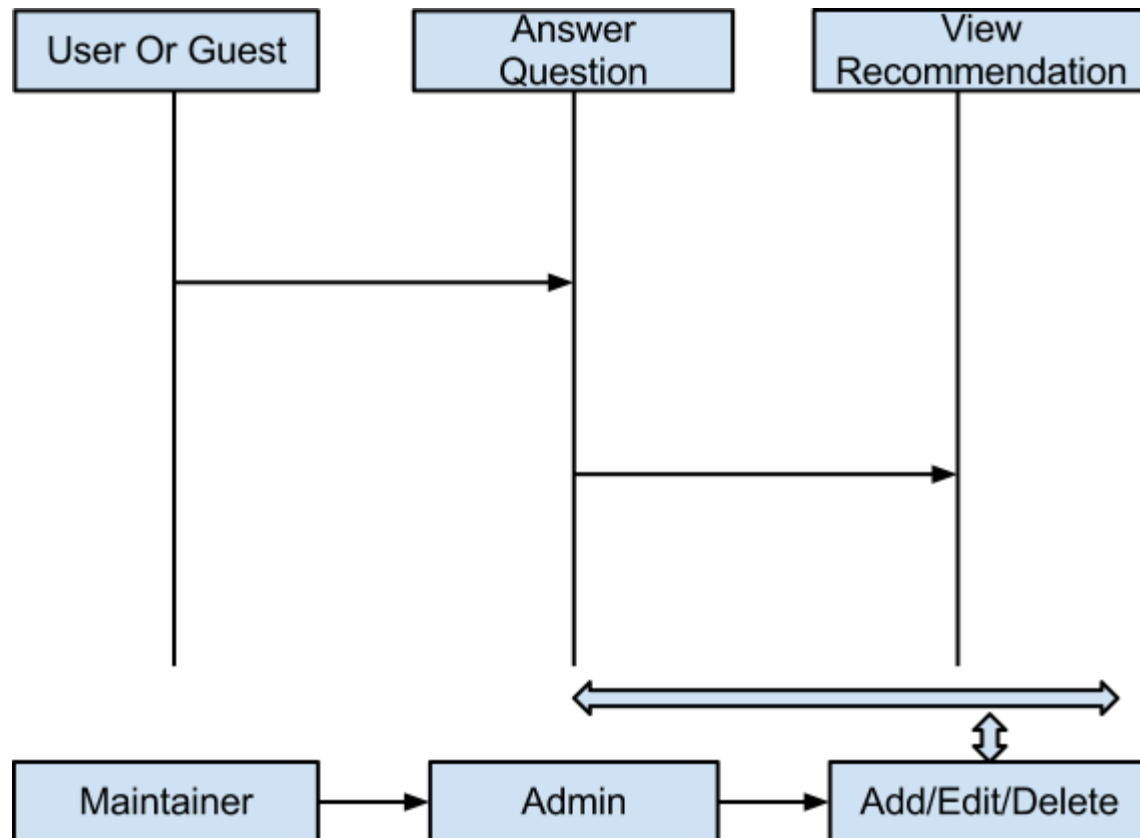 User Or Guest
Answer
Question
View
Recommendation
Maintainer
Admin
Add/Edit/Delete